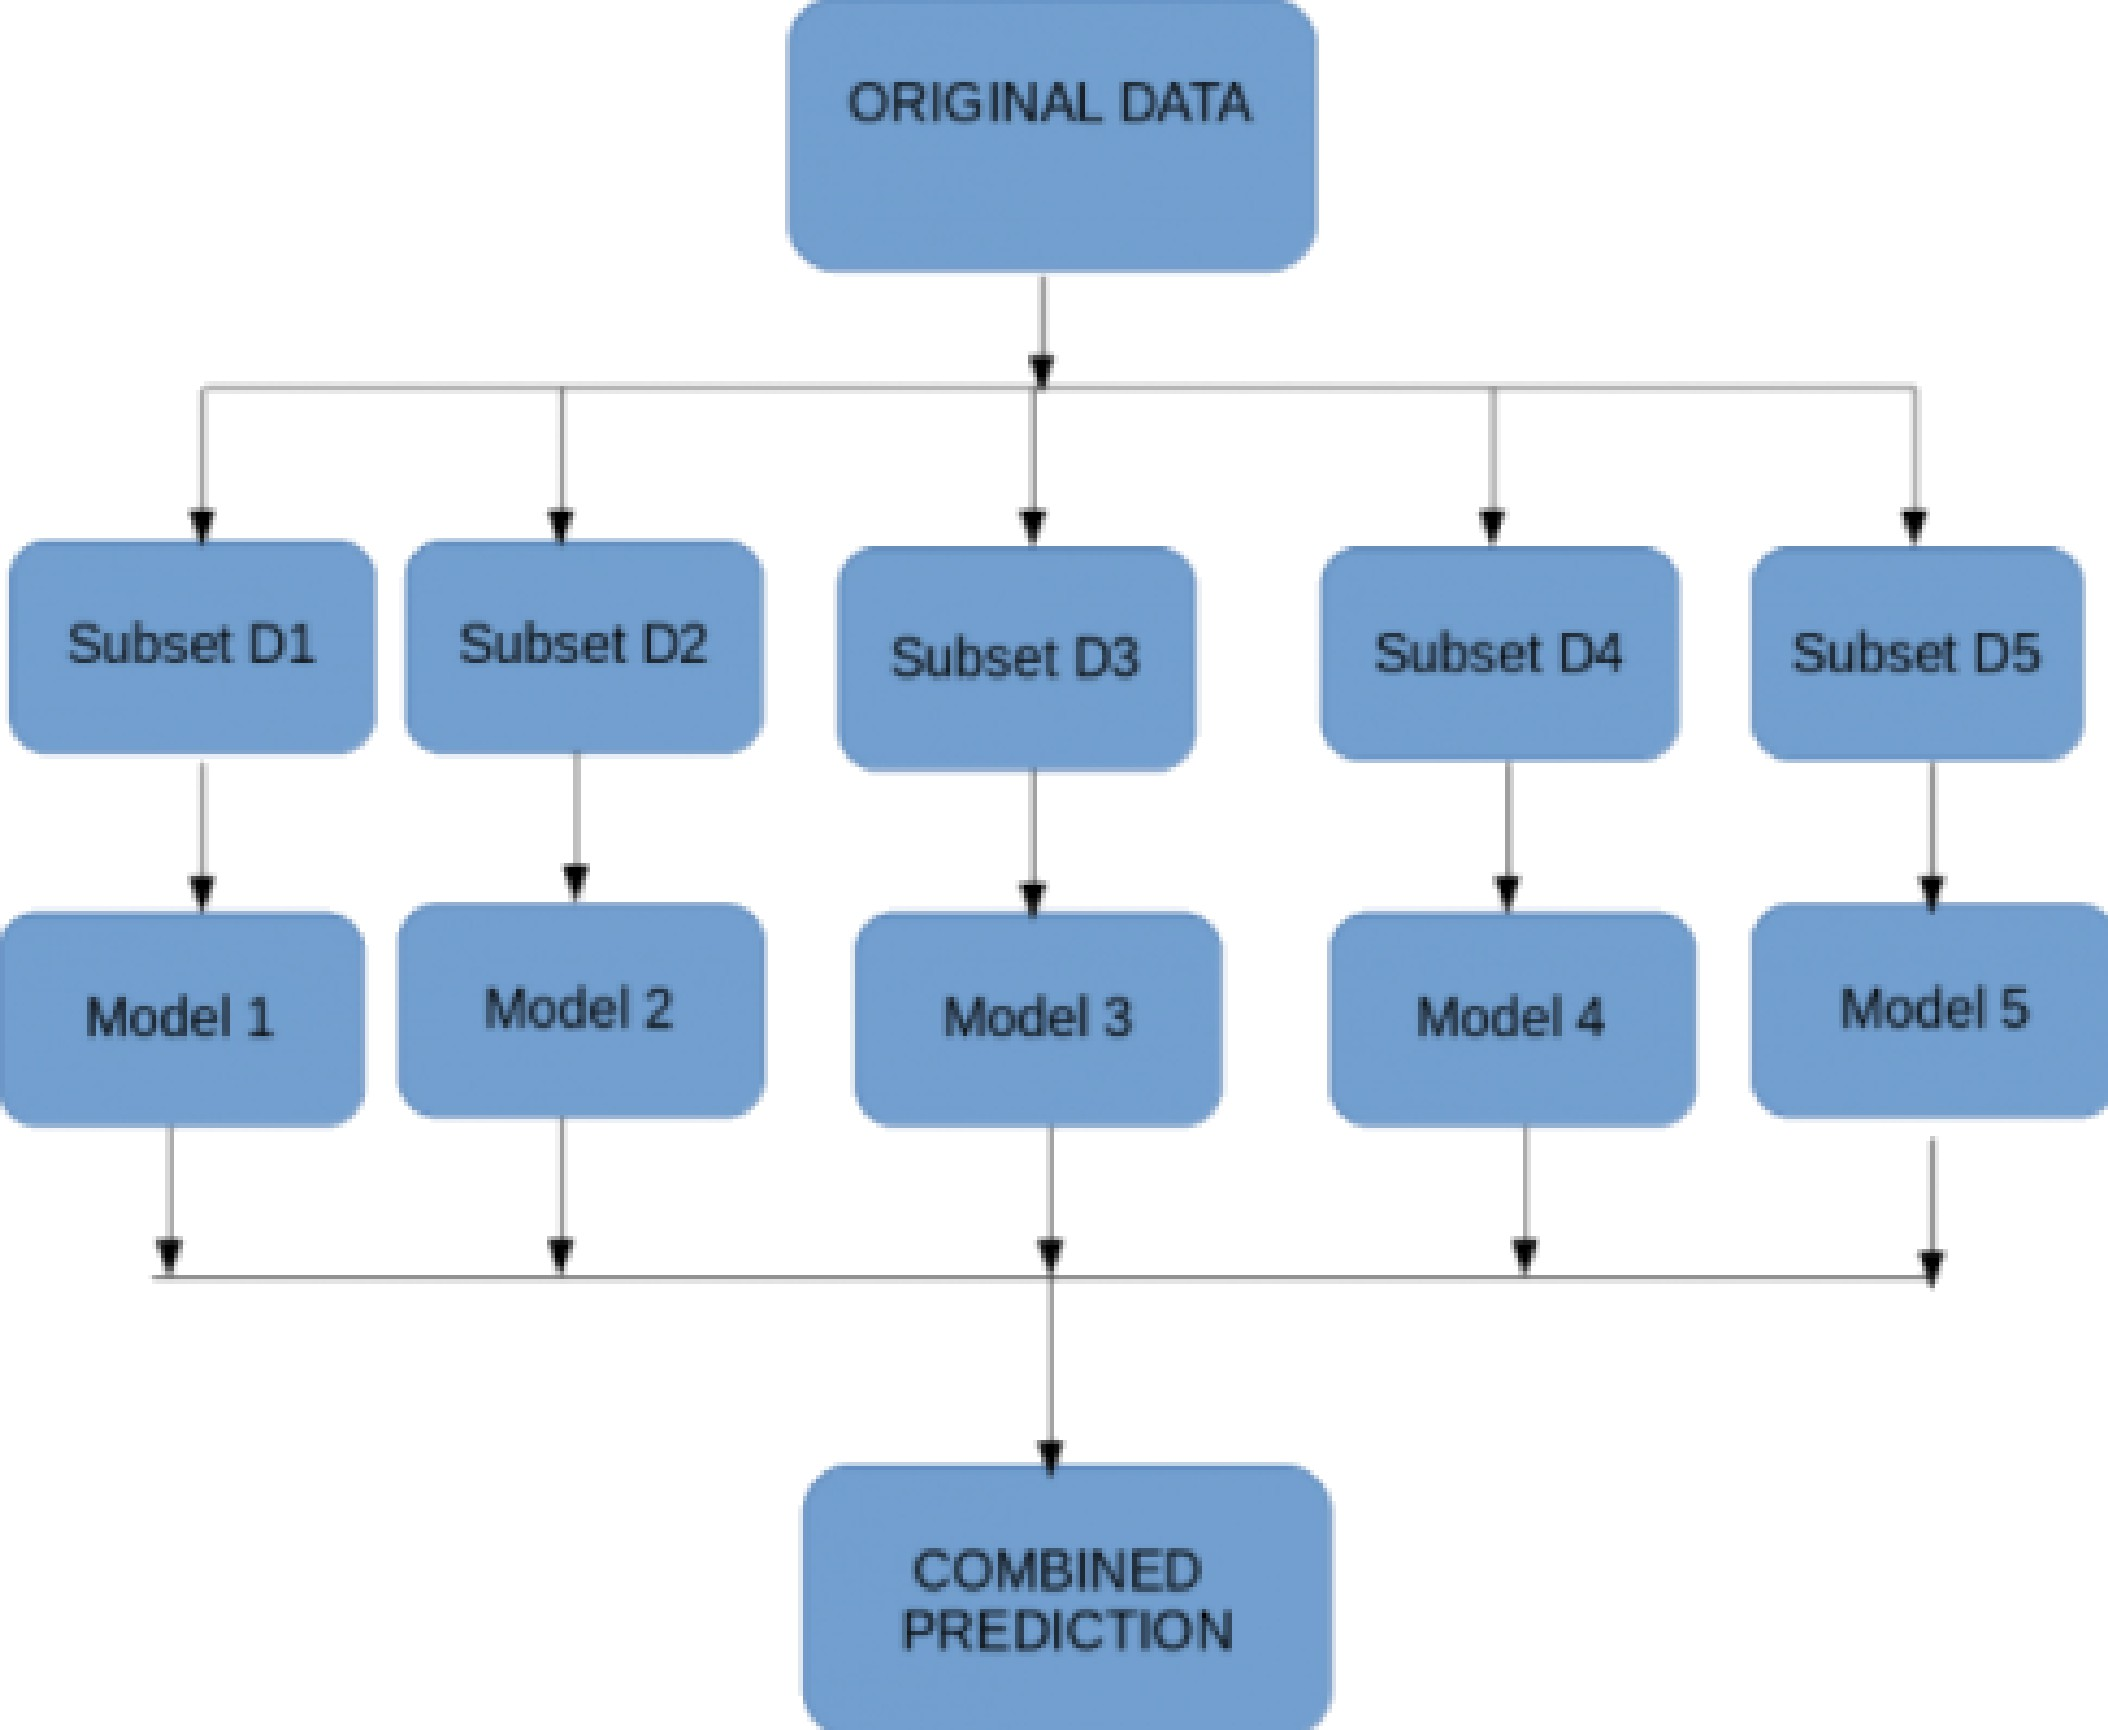 ORIGINAL DATA
Subset D1
Subset D2
Subset D3
Subset D4
Subset D5
Model 1
Model 2
Model 3
Model 4
Model 5
COMBINED
PREDICTION